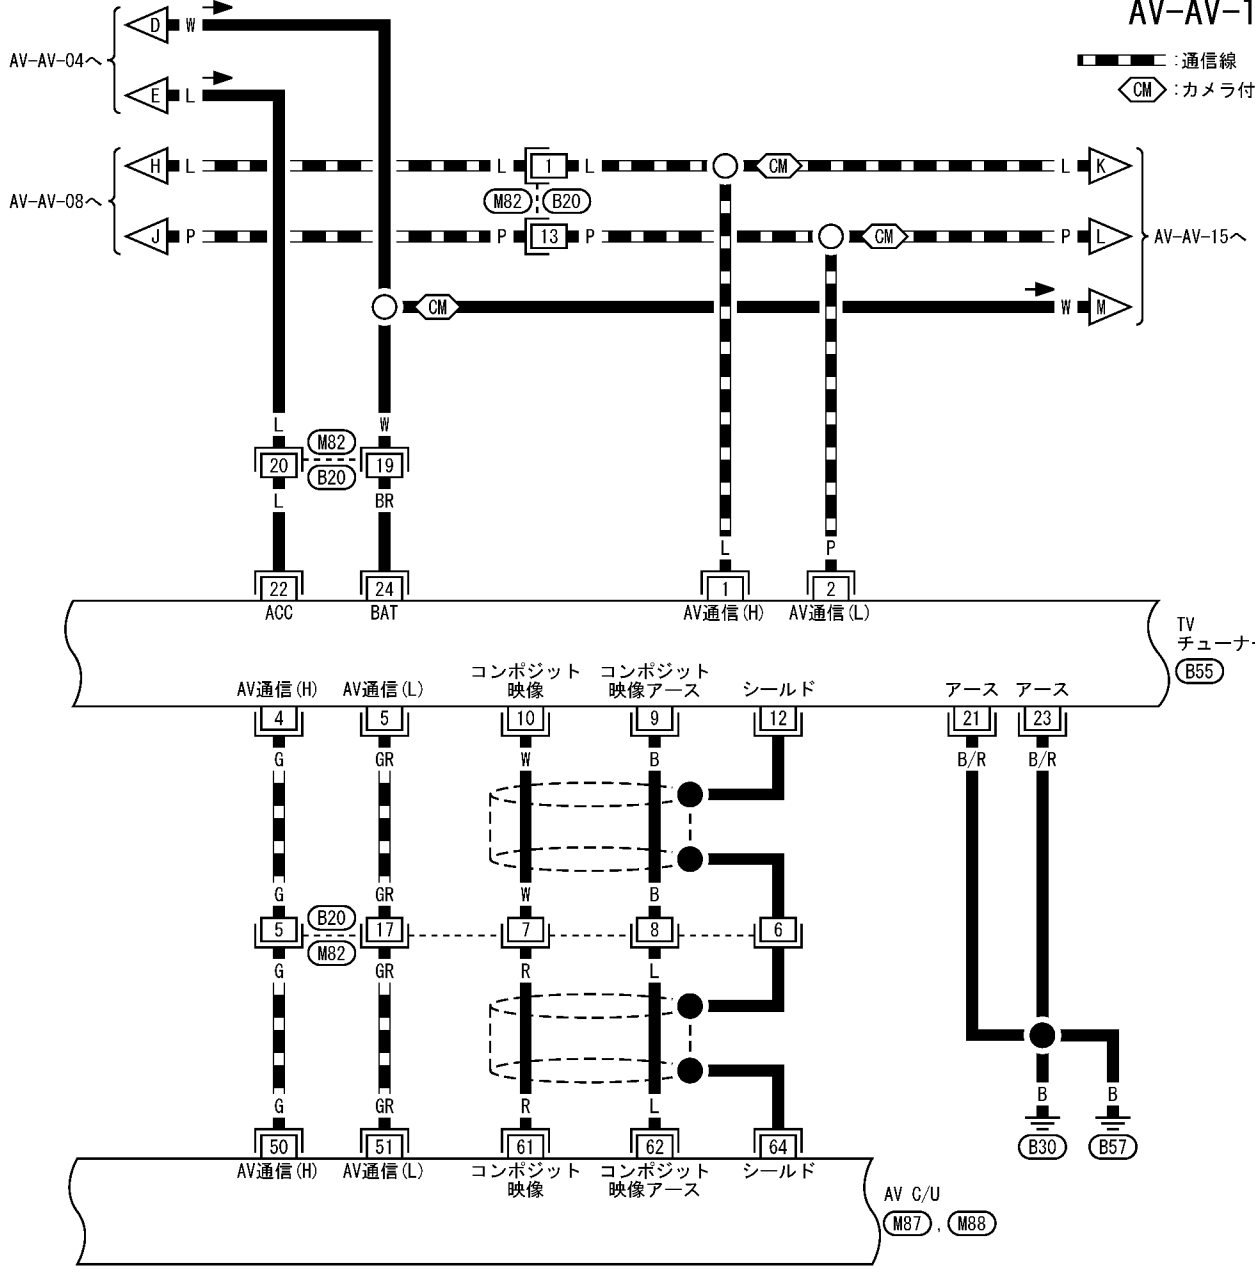 AV-AV-1
:通信線
CM :カメラ付
AV-AV-04へ
D W
E L
AV-AV-08へ
H L L 1 L CM L K
M82 B20
J P P 13 P CM P L
AV-AV-15へ
CM W M
L W
20 M82 19
B20
L BR L P
22 24 1 2
ACC BAT AV通信(H) AV通信(L)
TV
チューナ
B55
コンポジット コンポジット
AV通信(H) AV通信(L) 映像 映像アース シールド アース アース
4 5 10 9 12 21 23
G GR W B B/R B/R
G GR W B
5 B20 17 7 8 6
M82
G GR R L
G GR R L B B
50 51 61 62 64 B30 B57
AV通信(H) AV通信(L) コンポジット コンポジット シールド
映像 映像アース
AV C/U
M87 , M88